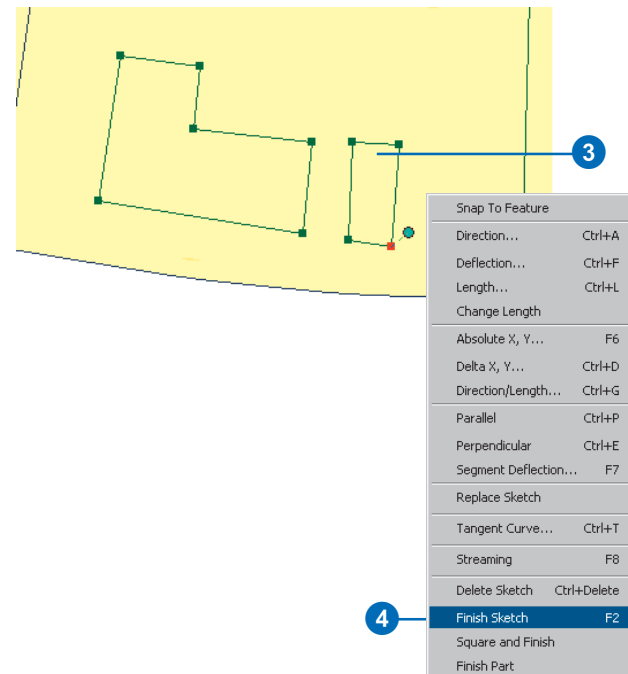 3
Snap To Feature
Direction... Ctrl+A
Deflection... Ctrl+F
Length... Ctrl+L
Change Length
Absolute X, Y... F6
Delta X, Y... Ctrl+D
Direction/Length... Ctrl+G
Parallel Ctrl+P
Perpendicular Ctrl+E
Segment Deflection... F7
Replace Sketch
Tangent Curve... Ctrl+T
Streaming F8
Delete Sketch Ctrl+Delete
4 Finish Sketch F2
Square and Finish
Finish Part